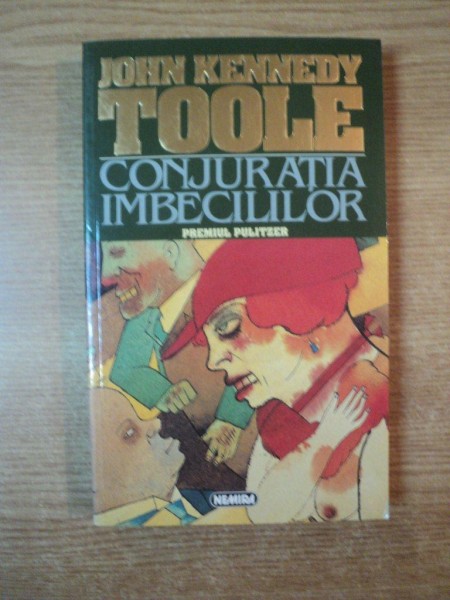 JOHN KENNEDY
TOOLE
CONJURAȚIA
IMBECILILOR
PREMIUL PULITZER
NEMIRA